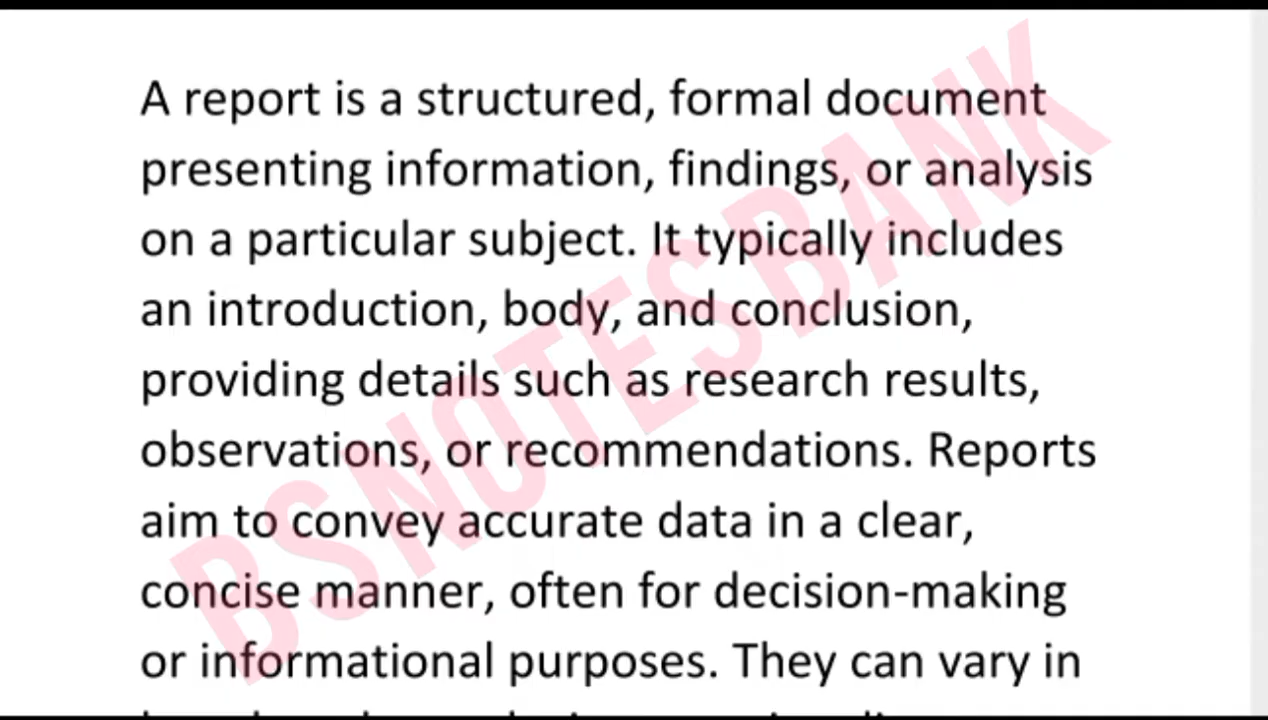 A report is a structured, formal document
presenting information, findings, or analysis
on a particular subject. It typically includes
an introduction, body, and conclusion,
providing details such as research results,
observations, or recommendations. Reports
aim to convey accurate data in a clear,
concise manner, often for decision-making
or informational purposes. They can vary in
BSNOTESBANK